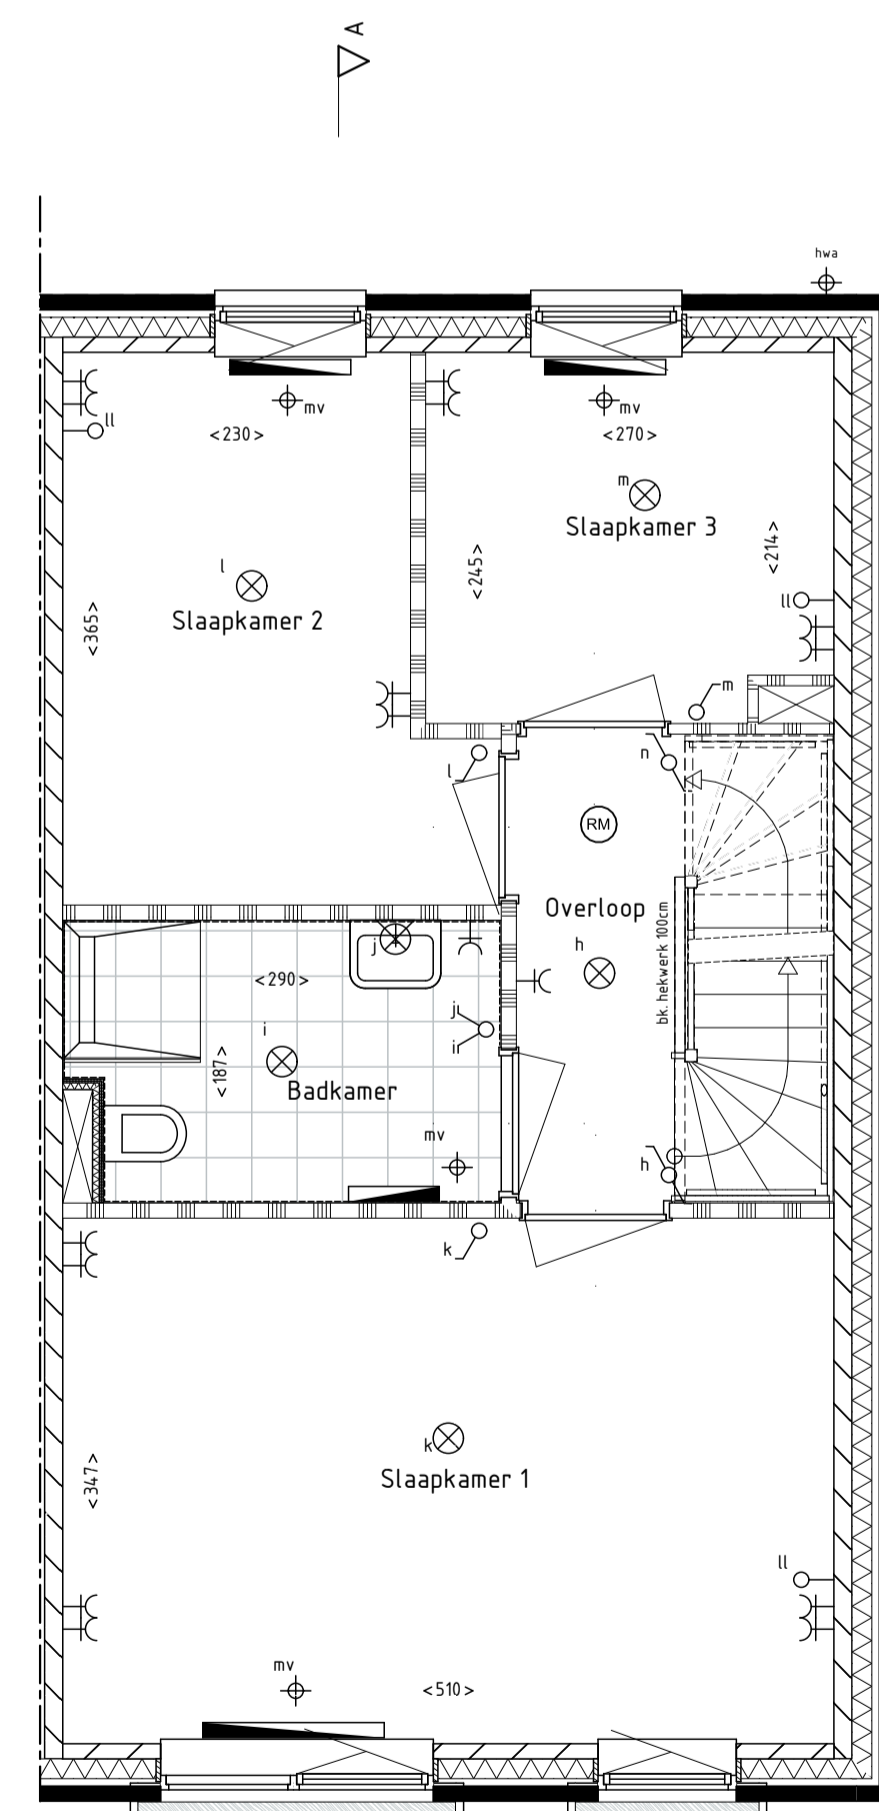 A
hwa
ll
mv
mv
<230>
<270>
m
Slaapkamer 3
<245>
<214>
l
Slaapkamer 2
<365>
ll
m
n
l
RM
Overloop
h
bk. hekwerk 100cm
j
<290>
j
i
i
<187>
Badkamer
mv
h
k
k
Slaapkamer 1
<347>
ll
mv
<510>